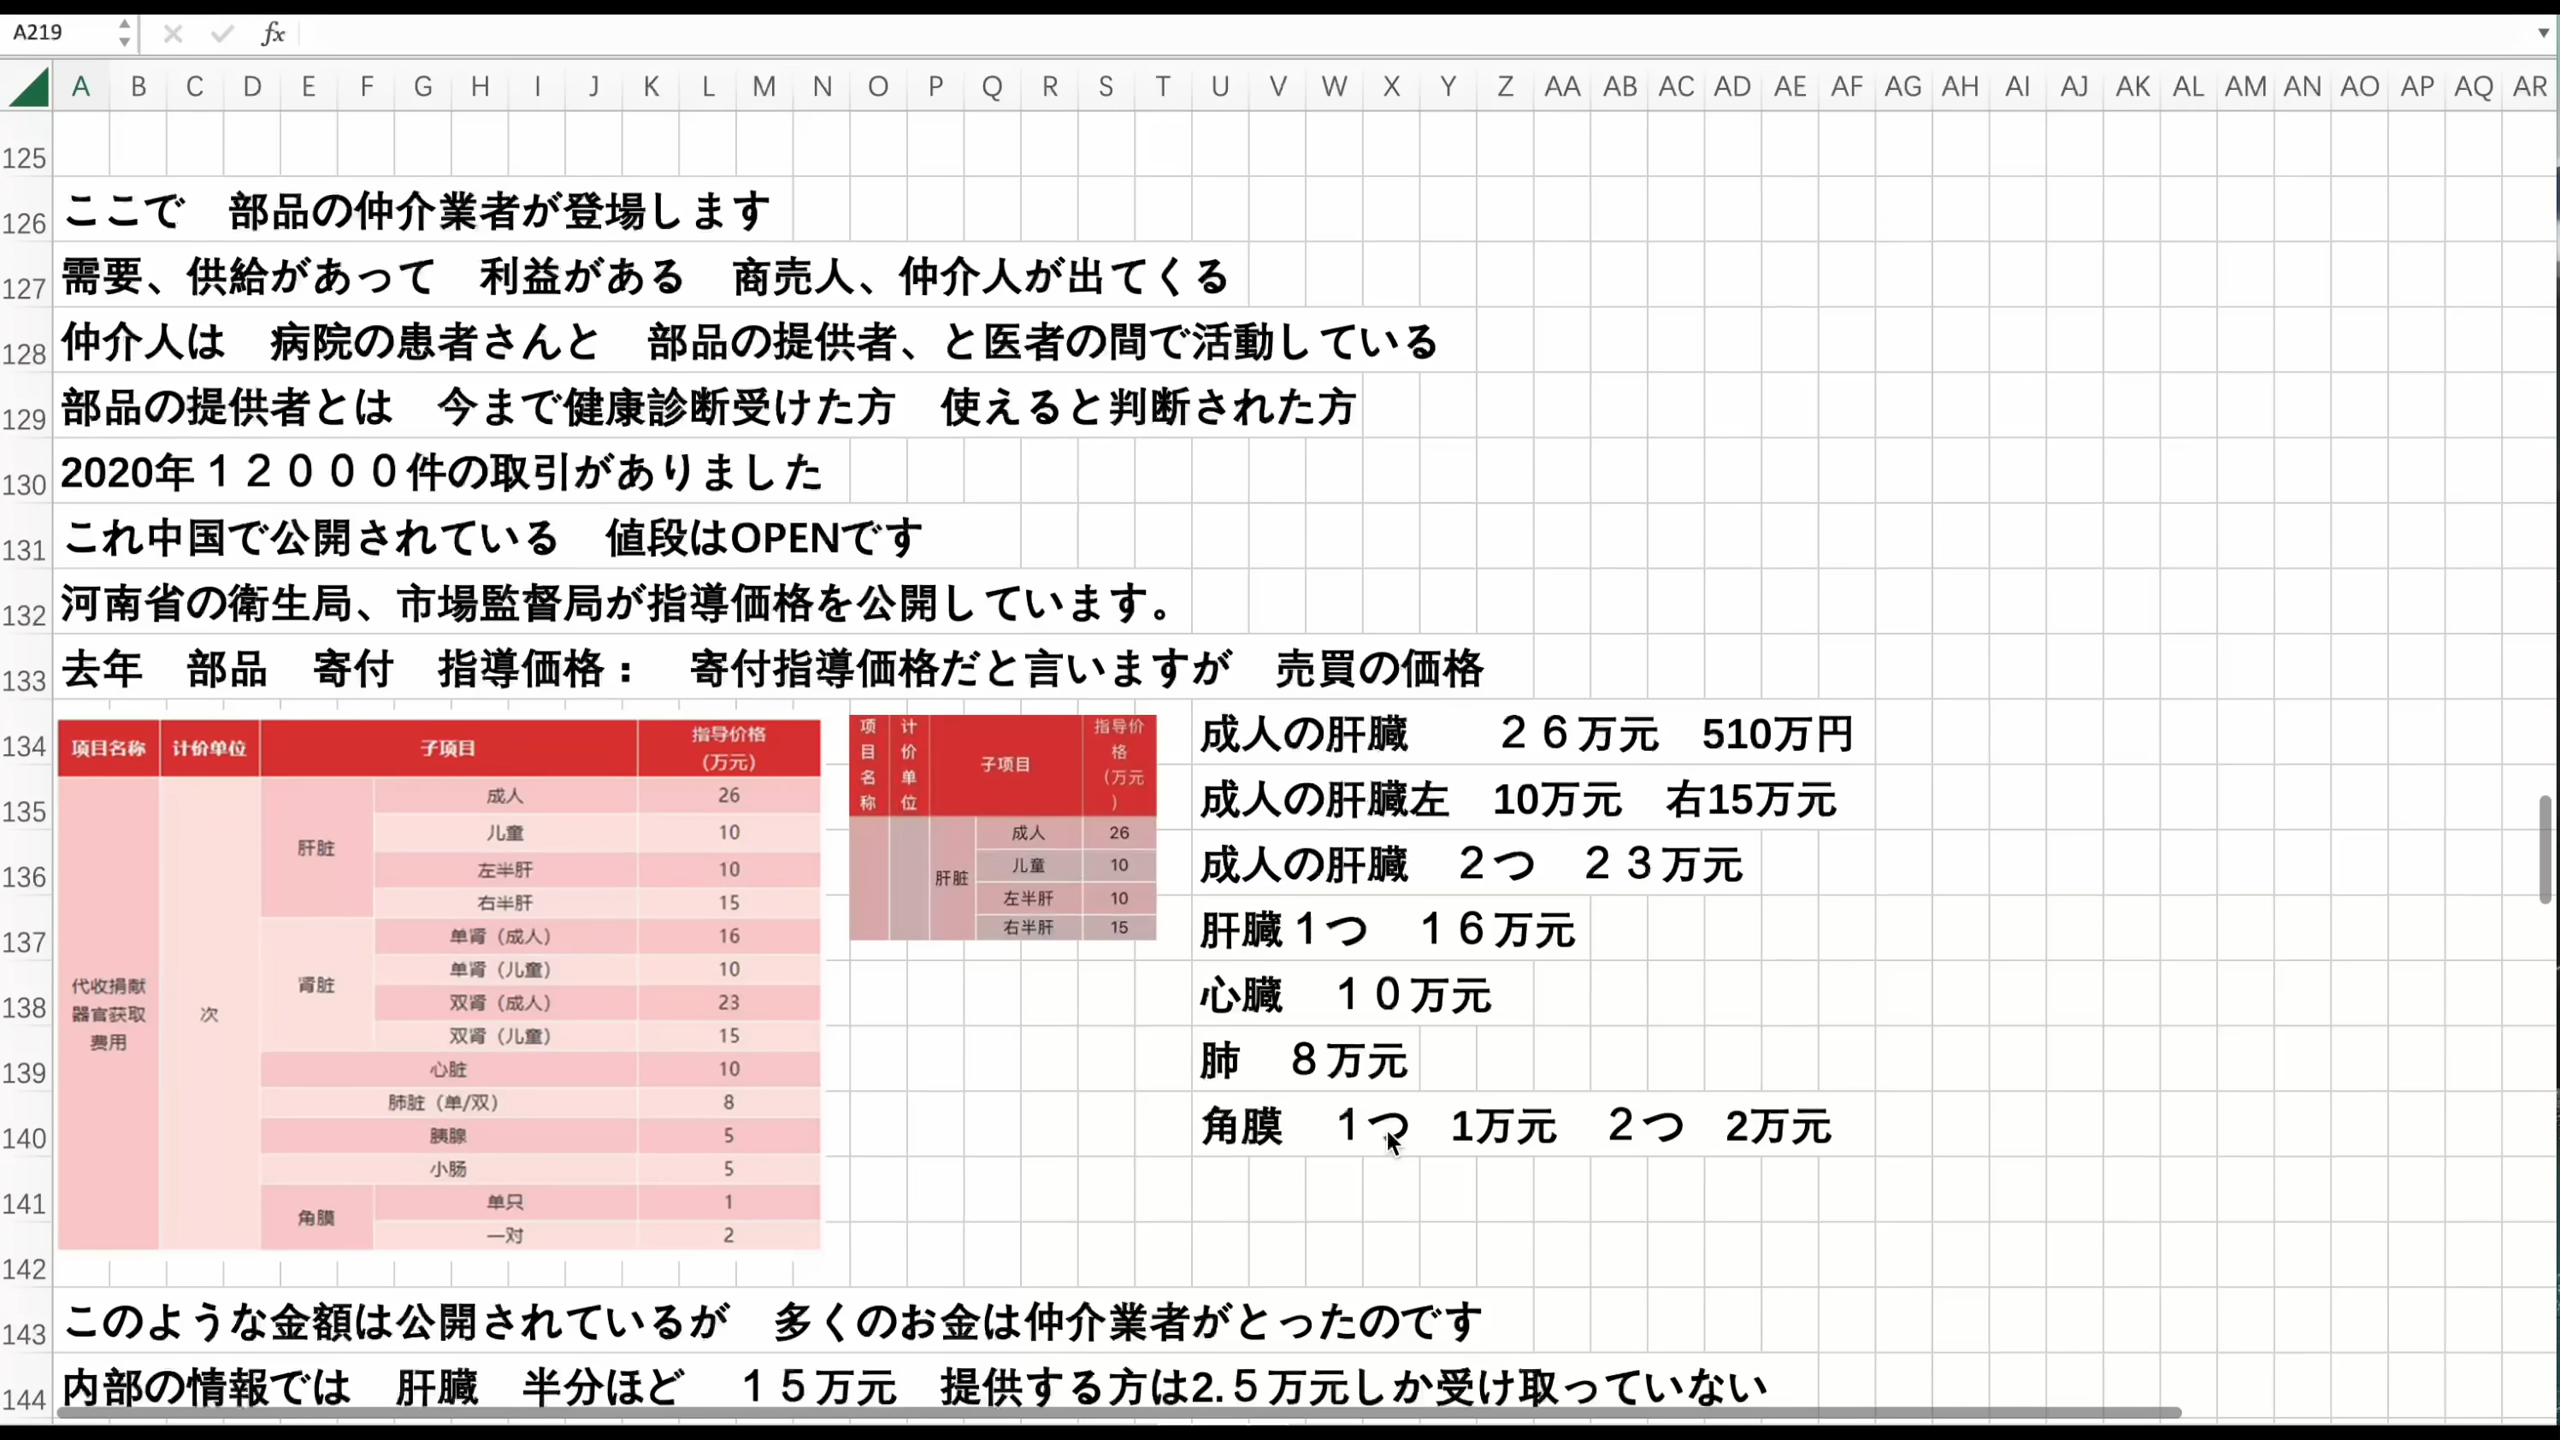 A219
fx
A B C D E F G H I J K L M N O P Q R S T U V W X Y Z AA AB AC AD AE AF AG AH AI AJ AK AL AM AN AO AP AQ AR
125
126 ここで　部品の仲介業者が登場します
127 需要、供給があって　利益がある　商売人、仲介人が出てくる
128 仲介人は　病院の患者さんと　部品の提供者、と医者の間で活動している
129 部品の提供者とは　今まで健康診断受けた方　使えると判断された方
130 2020年１２０００件の取引がありました
131 これ中国で公開されている　値段はOPENです
132 河南省の衛生局、市場監督局が指導価格を公開しています。
133 去年　部品　寄付　指導価格：　寄付指導価格だと言いますが　売買の価格
项目名称 计价单位 子项目 指导价格
(万元)
代收捐献
器官获取
费用
次
肝脏
成人 26
儿童 10
左半肝 10
右半肝 15
肾脏
单肾（成人） 16
单肾（儿童） 10
双肾（成人） 23
双肾（儿童） 15
心脏 10
肺脏（单/双） 8
胰腺 5
小肠 5
角膜
单只 1
一对 2
项目名称 计价单位 子项目 指导价格（万元）
肝脏
成人 26
儿童 10
左半肝 10
右半肝 15
134 成人の肝臓　　２６万元　510万円
135 成人の肝臓左　10万元　右15万元
136 成人の肝臓　２つ　２３万元
137 肝臓１つ　１６万元
138 心臓　１０万元
139 肺　８万元
140 角膜　１つ　1万元　２つ　2万元
141
142
143 このような金額は公開されているが　多くのお金は仲介業者がとったのです
144 内部の情報では　肝臓　半分ほど　１５万元　提供する方は2.５万元しか受け取っていない